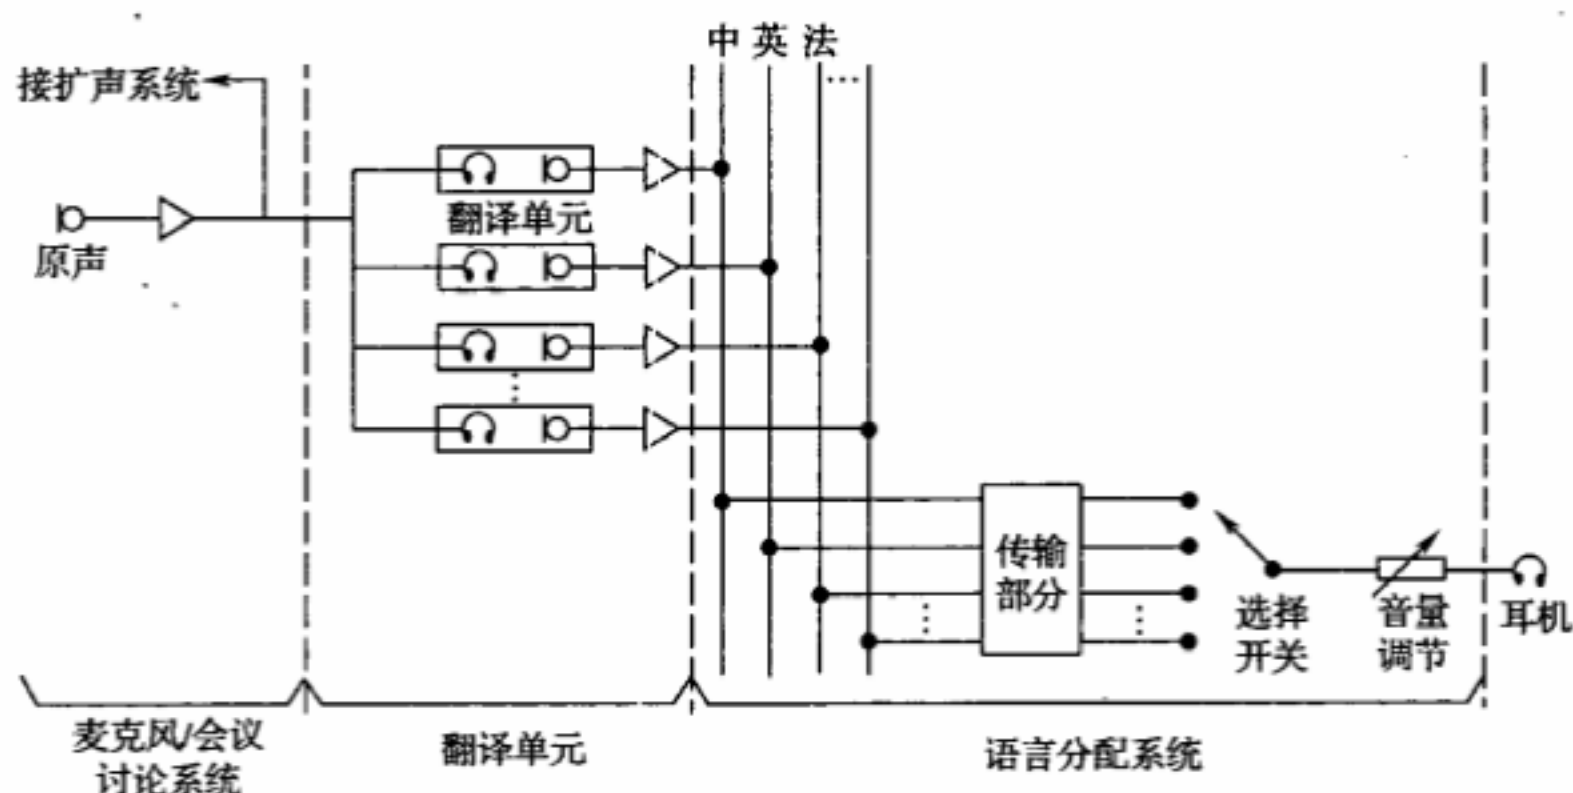 中 英 法
...
接扩声系统
翻译单元
原声
传输
部分
选择
开关
音量
调节
耳机
麦克风/会议
讨论系统
翻译单元
语言分配系统